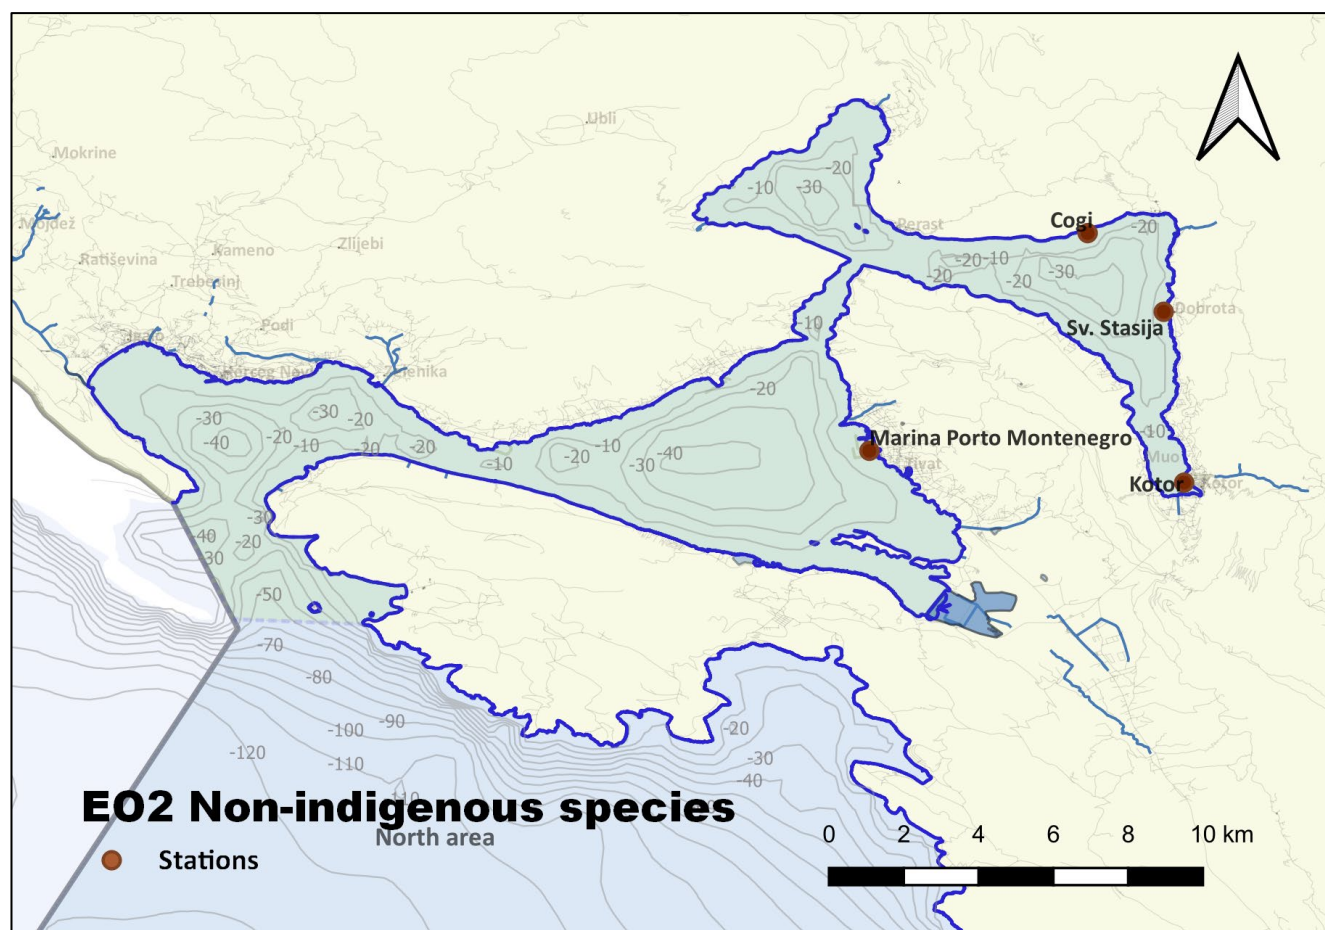 Ubli
Mokrine
-20
-10
-30
Mojdež
Perast
Cogi
-20
Kameno
Zlijebi
Ratiševina
-20
-10
-30
-20
-20
Trebesinj
Dobrota
Podi
-10
Sv. Stasija
Igalo
Herceg Novi
Zelenika
-20
-30
-30
-20
-40
-20
-10
-20
-20
-10
Marina Porto Montenegro
-10
-20
-10
-30
-40
Tivat
Muo
Kotor
Kotor
-30
-40
-20
-30
-50
-70
-80
-90
-100
-20
-120
-110
-30
-40
EO2 Non-indigenous species
North area
Stations
0 2 4 6 8 10 km